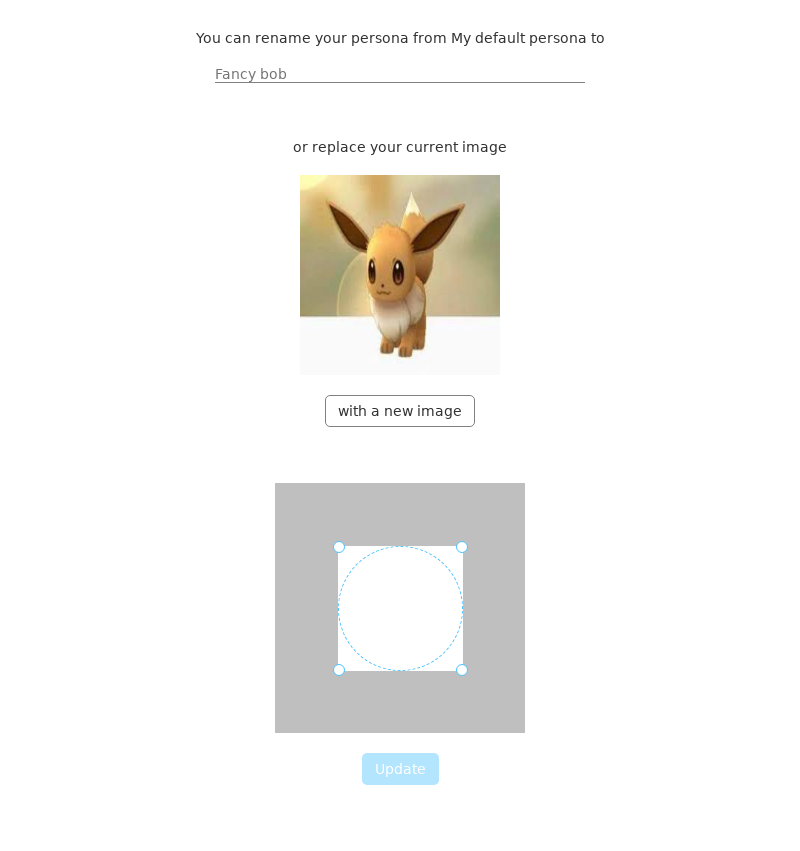 You can rename your persona from My default persona to
Fancy bob
or replace your current image
with a new image
Update